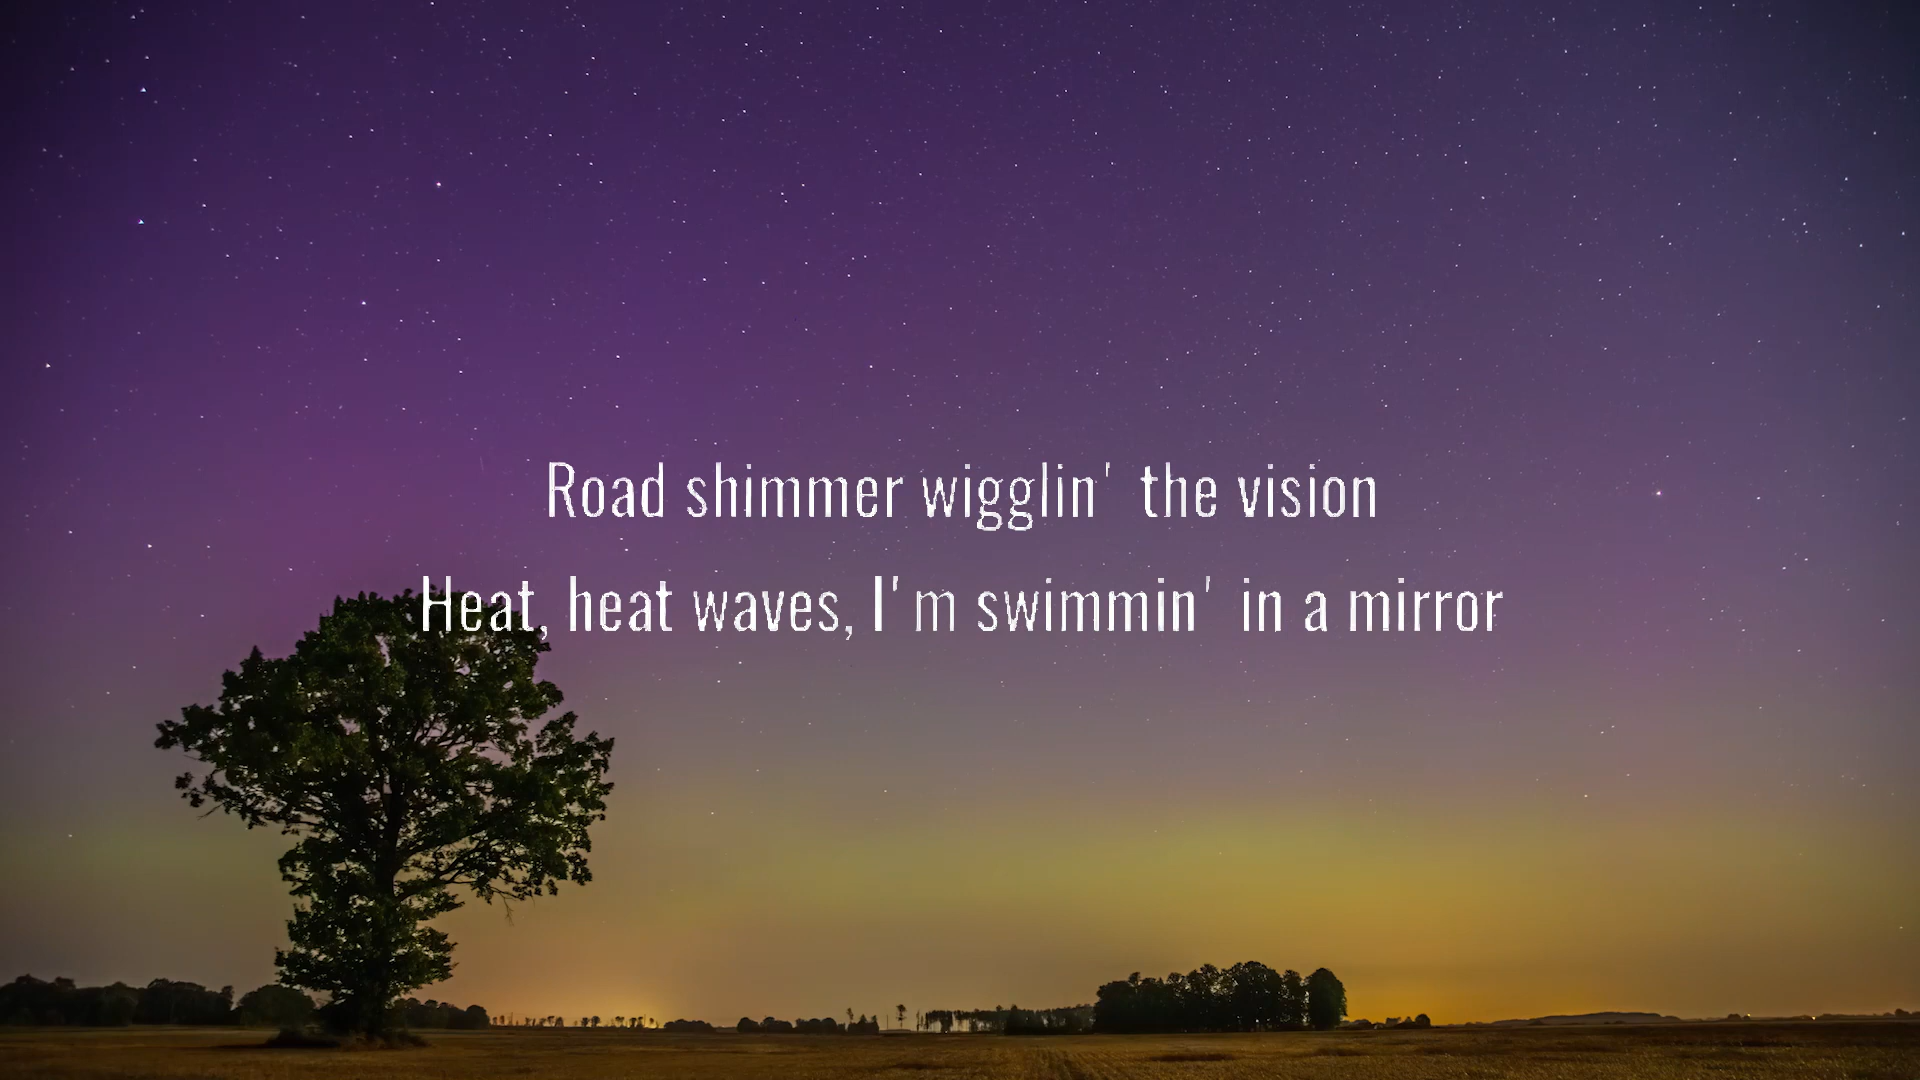 Road shimmer wigglin' the vision
Heat, heat waves, I'm swimmin' in a mirror